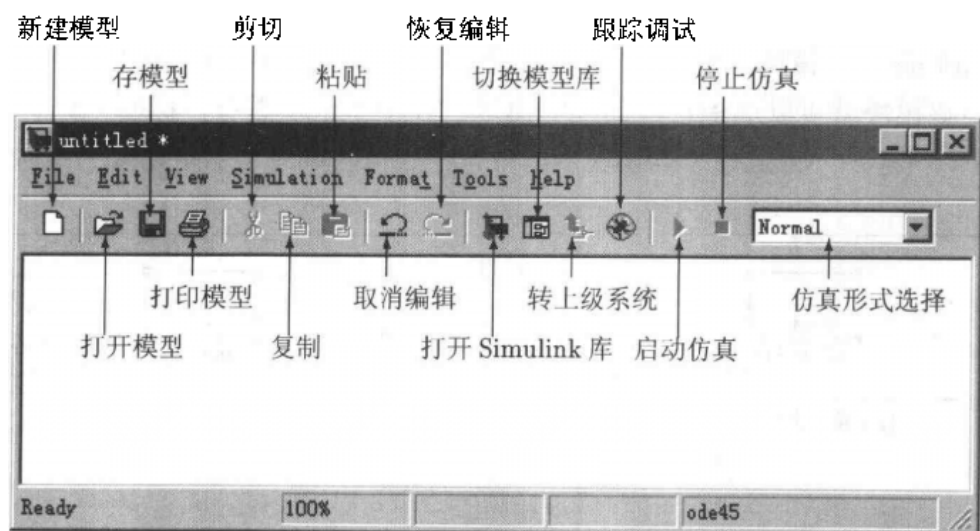 新建模型 剪切 恢复编辑 跟踪调试
存模型 粘贴 切换模型库 停止仿真
untitled *
File Edit View Simulation Format Tools Help
Normal
打印模型 取消编辑 转上级系统 仿真形式选择
打开模型 复制 打开 Simulink 库 启动仿真
Ready 100% ode45